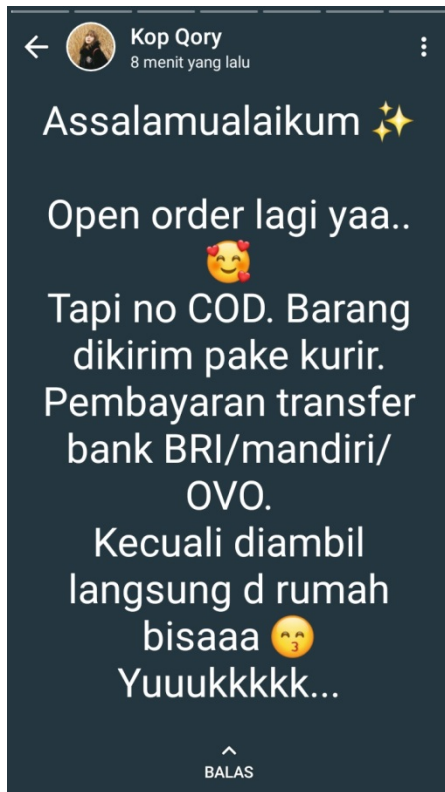 Kop Qory
8 menit yang lalu
Assalamualaikum ✨
Open order lagi yaa..
🥰
Tapi no COD. Barang
dikirim pake kurir.
Pembayaran transfer
bank BRI/mandiri/
OVO.
Kecuali diambil
langsung d rumah
bisaaa 😙
Yuuukkkkk...
BALAS